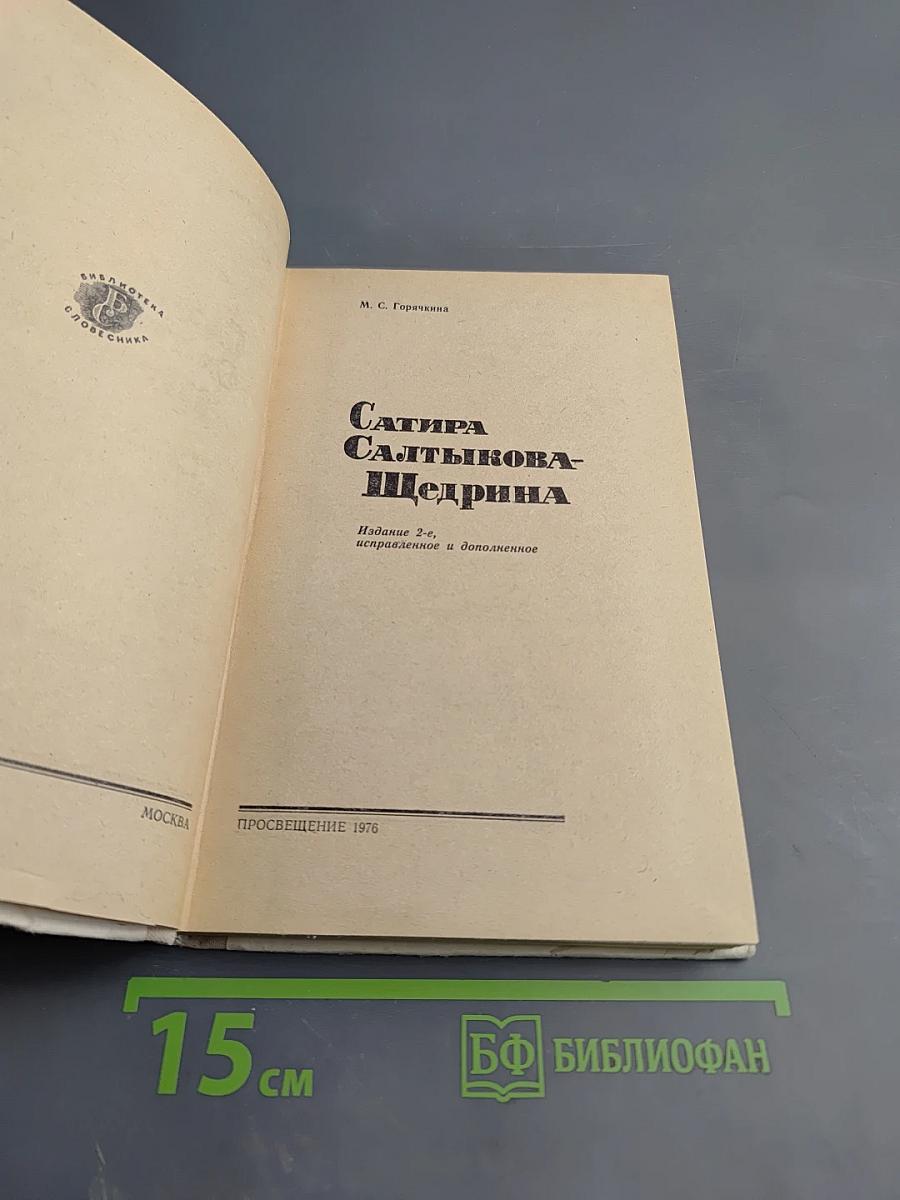 БИБЛИОТЕКА
СЛОВЕСНИКА
МОСКВА
М. С. Горячкина
Сатира
Салтыкова-
Щедрина
Издание 2-е,
исправленное и дополненное
ПРОСВЕЩЕНИЕ 1976
15 см
БФ БИБЛИОФАН